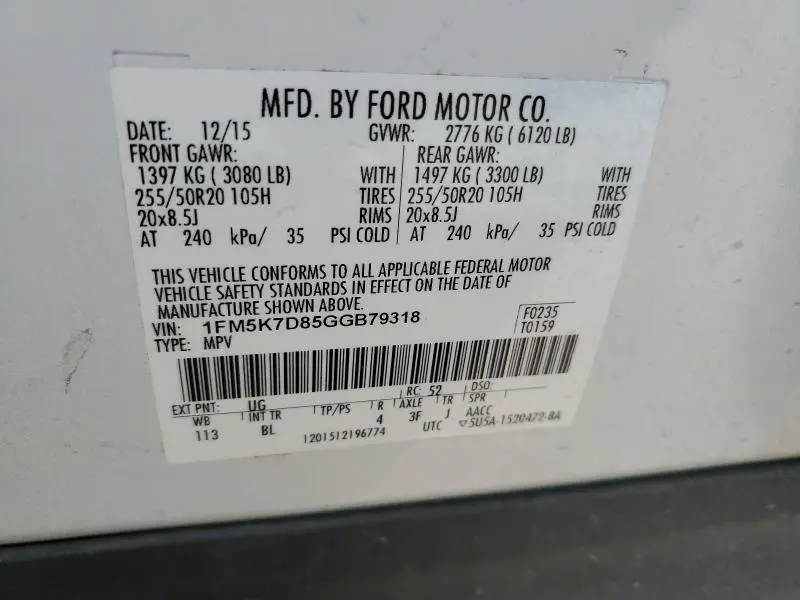 MFD. BY FORD MOTOR CO.
DATE: 12/15 GVWR: 2776 KG ( 6120 LB)
FRONT GAWR: REAR GAWR:
1397 KG ( 3080 LB) WITH 1497 KG ( 3300 LB) WITH
255/50R20 105H TIRES 255/50R20 105H TIRES
20x8.5J RIMS 20x8.5J RIMS
AT 240 kPa/ 35 PSI COLD AT 240 kPa/ 35 PSI COLD
THIS VEHICLE CONFORMS TO ALL APPLICABLE FEDERAL MOTOR
VEHICLE SAFETY STANDARDS IN EFFECT ON THE DATE OF
MANUFACTURE SHOWN ABOVE.
VIN: 1FM5K7D85GGB79318 F0235
TYPE: MPV T0159
EXT PNT: UG RC: 52 DSO:
WB INT TR TP/PS R AXLE TR SPR
113 BL 4 3F J AACC
1201512196774 UTC ▽5U5A-1520472-BA